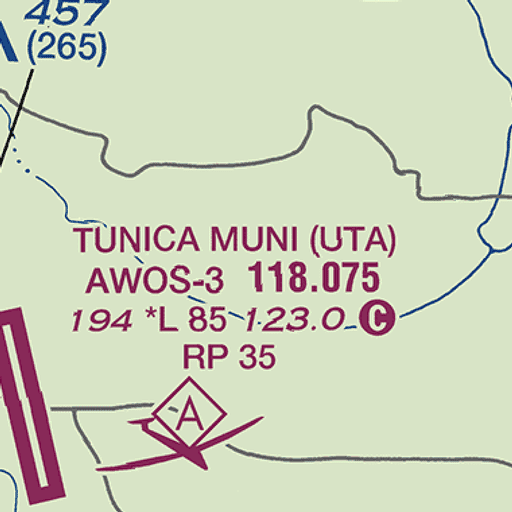 457
(265)
TUNICA MUNI (UTA)
AWOS-3 118.075
194 *L 85 123.0 C
RP 35
A